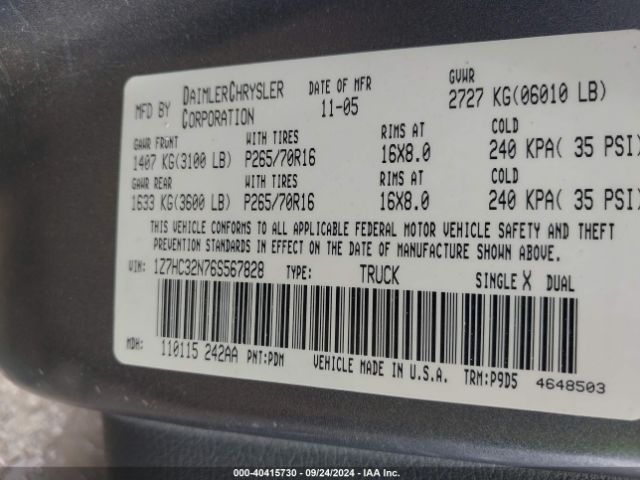 MFD BY DAIMLERCHRYSLER CORPORATION DATE OF MFR 11-05 GVWR 2727 KG(06010 LB)
GAWR FRONT WITH TIRES RIMS AT COLD
1407 KG(3100 LB) P265/70R16 16X8.0 240 KPA( 35 PSI)
GAWR REAR WITH TIRES RIMS AT COLD
1633 KG(3600 LB) P265/70R16 16X8.0 240 KPA( 35 PSI)
THIS VEHICLE CONFORMS TO ALL APPLICABLE FEDERAL MOTOR VEHICLE SAFETY AND THEFT
PREVENTION STANDARDS IN EFFECT ON THE DATE OF MANUFACTURE SHOWN ABOVE.
VIN: 1Z7HC32N76S567828 TYPE: TRUCK SINGLE X DUAL
MDH: 110115 242AA PNT:PDM VEHICLE MADE IN U.S.A. TRM:P9D5 4648503
000-40415730 - 09/24/2024 - IAA Inc.